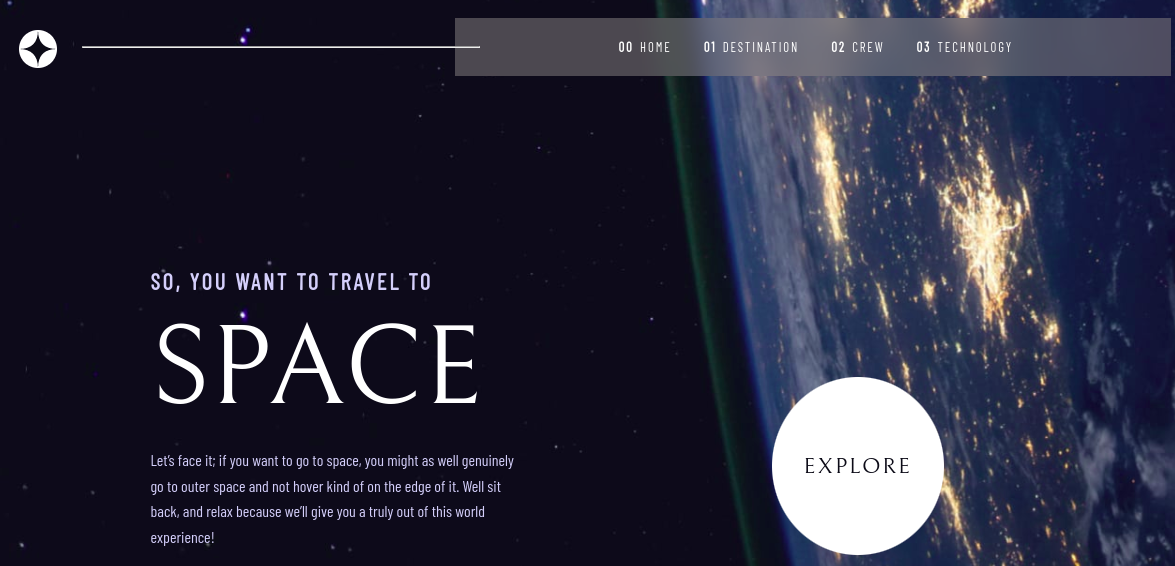 00 HOME 01 DESTINATION 02 CREW 03 TECHNOLOGY
SO, YOU WANT TO TRAVEL TO
SPACE
Let's face it; if you want to go to space, you might as well genuinely
go to outer space and not hover kind of on the edge of it. Well sit
back, and relax because we'll give you a truly out of this world
experience!
EXPLORE